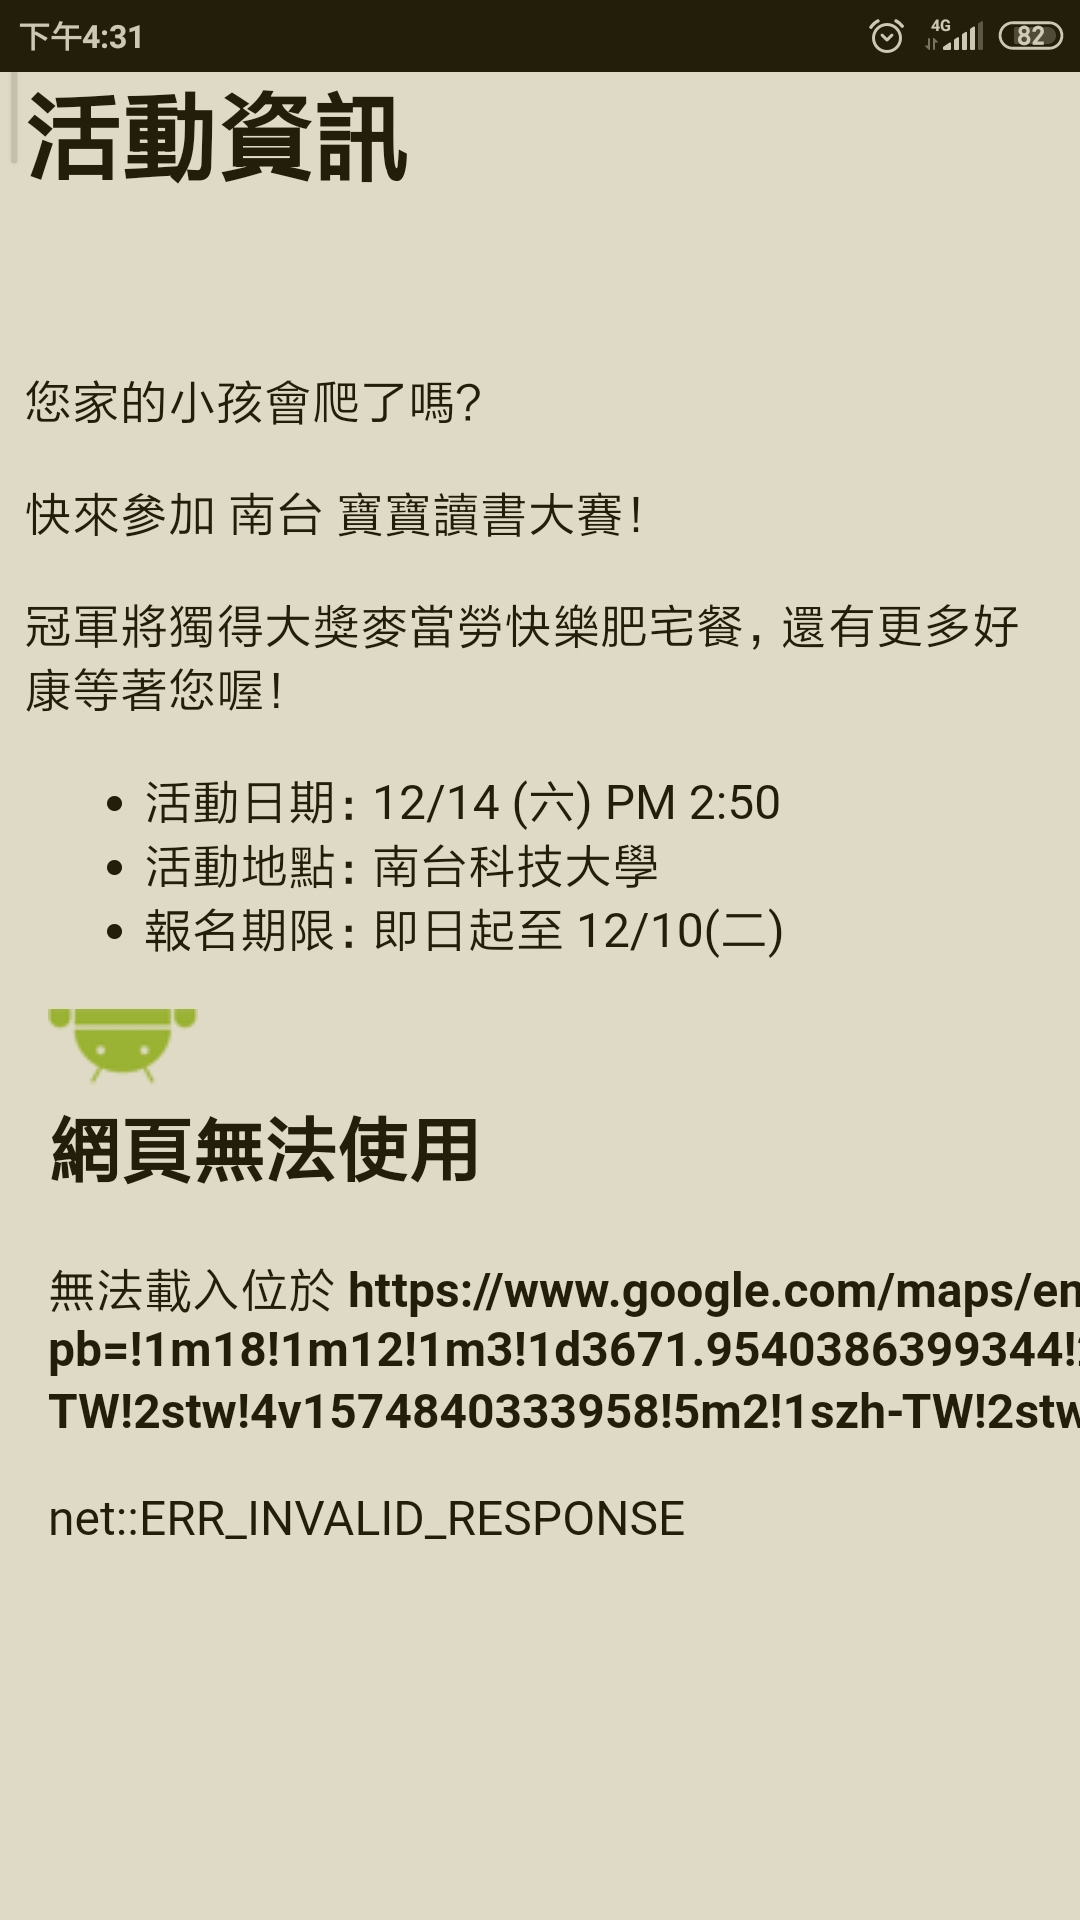 下午4:31
4G
82
活動資訊
您家的小孩會爬了嗎?
快來參加 南台 寶寶讀書大賽!
冠軍將獨得大獎麥當勞快樂肥宅餐, 還有更多好
康等著您喔!
• 活動日期: 12/14 (六) PM 2:50
• 活動地點: 南台科技大學
• 報名期限: 即日起至 12/10(二)
網頁無法使用
無法載入位於 https://www.google.com/maps/en
pb=!1m18!1m12!1m3!1d3671.9540386399344!
TW!2stw!4v1574840333958!5m2!1szh-TW!2stw
net::ERR_INVALID_RESPONSE